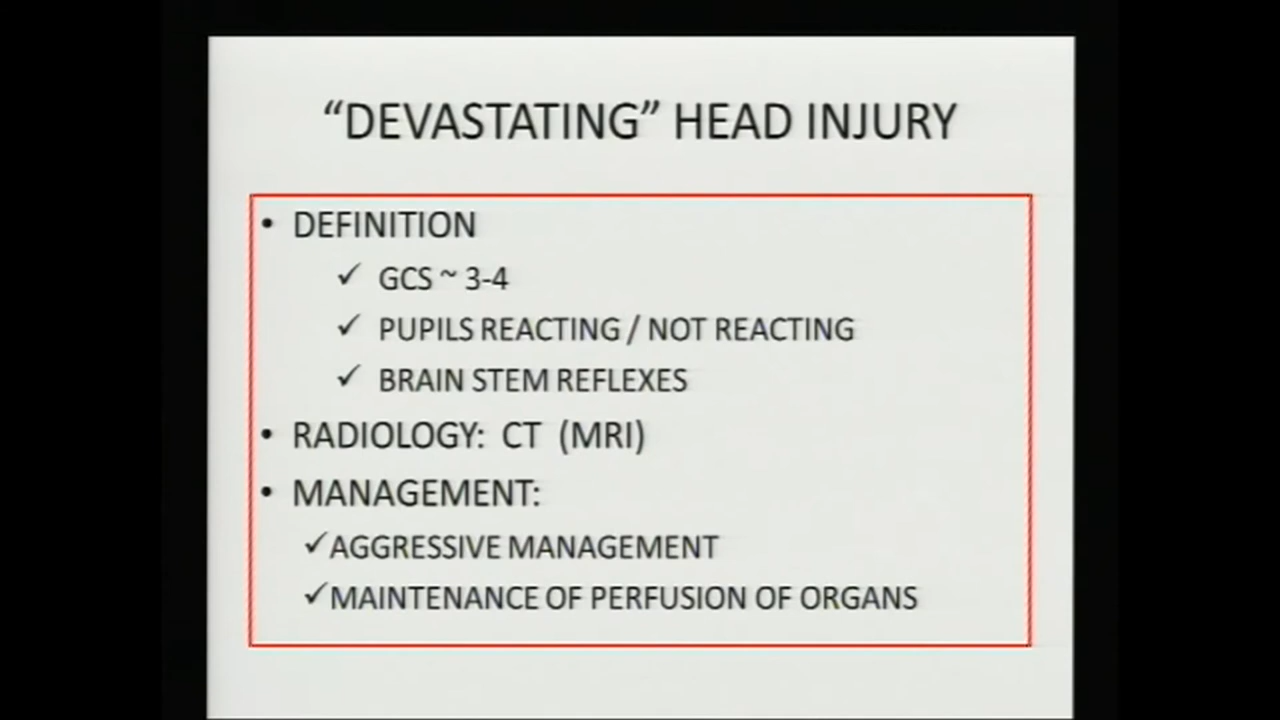 “DEVASTATING” HEAD INJURY
• DEFINITION
✓ GCS ~ 3-4
✓ PUPILS REACTING / NOT REACTING
✓ BRAIN STEM REFLEXES
• RADIOLOGY: CT (MRI)
• MANAGEMENT:
✓AGGRESSIVE MANAGEMENT
✓MAINTENANCE OF PERFUSION OF ORGANS